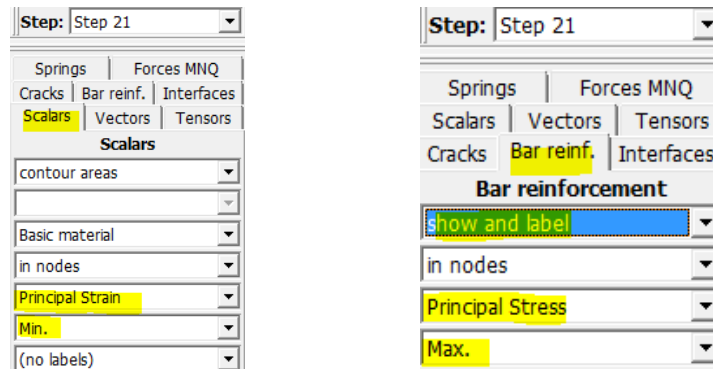 Step: Step 21
Springs Forces MNQ
Cracks Bar reinf. Interfaces
Scalars Vectors Tensors
Scalars
contour areas
Basic material
in nodes
Principal Strain
Min.
(no labels)
Step: Step 21
Springs Forces MNQ
Scalars Vectors Tensors
Cracks Bar reinf. Interfaces
Bar reinforcement
show and label
in nodes
Principal Stress
Max.